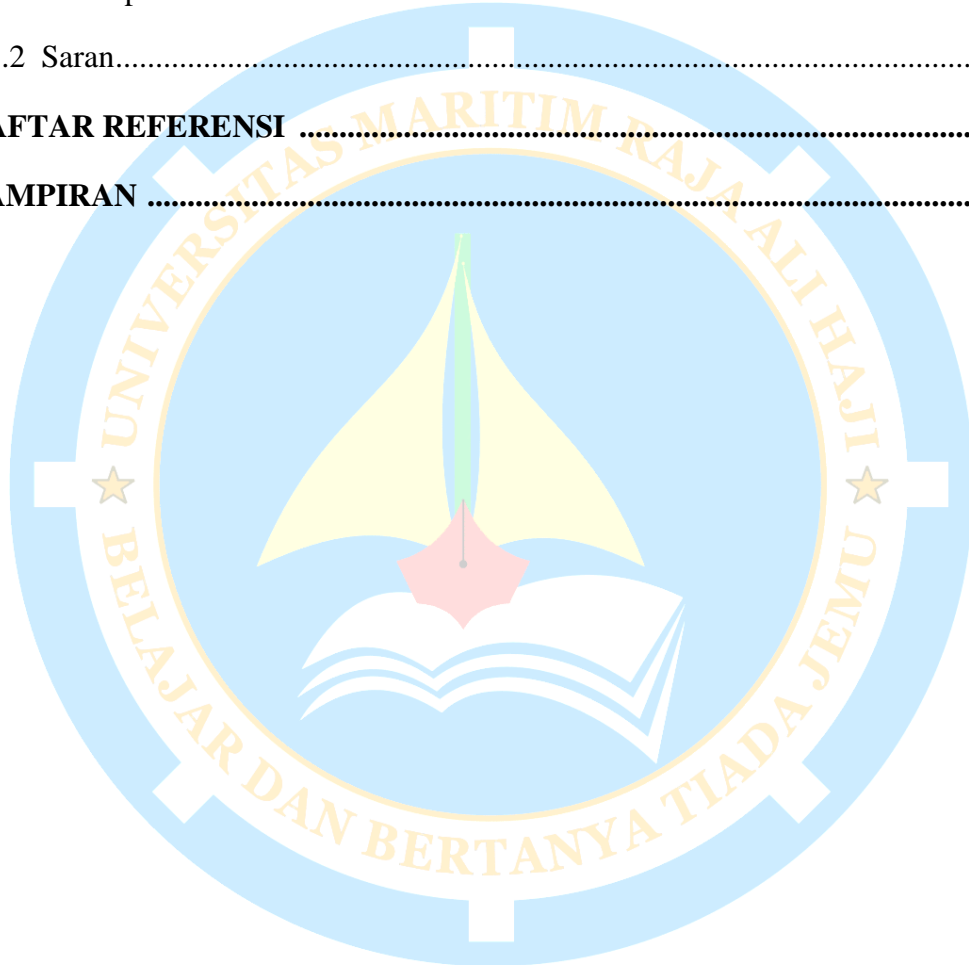 .2 Saran..........................................................................................................
AFTAR REFERENSI .....................................................................................
AMPIRAN .........................................................................................................
UNIVERSITAS MARITIM RAJA ALI HAJI
BELAJAR DAN BERTANYA TIADA JEMU